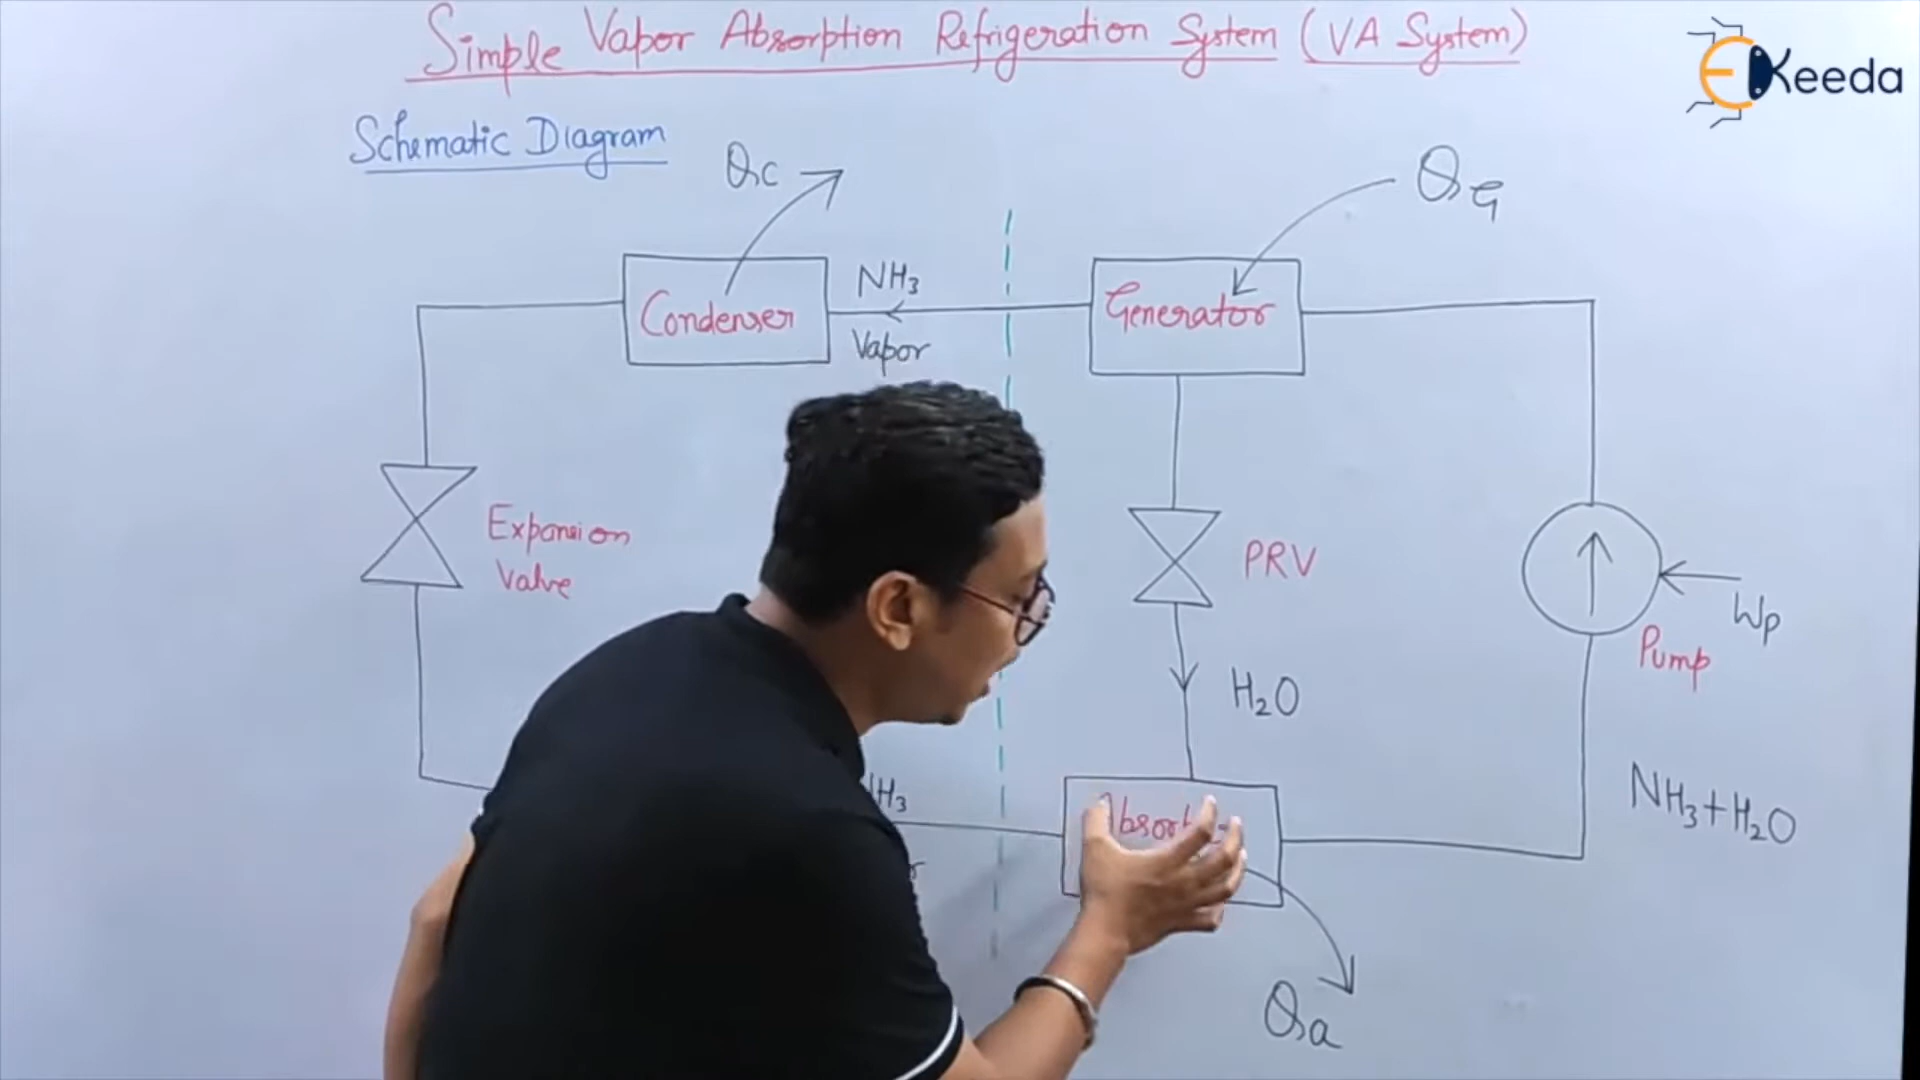 Simple Vapor Absorption Refrigeration System (VA System)
EKeeda
Schematic Diagram
Qc
QG
NH3
Condenser
Generator
Vapor
Expansion
Valve
PRV
Wp
Pump
H2O
NH3+H2O
Qa